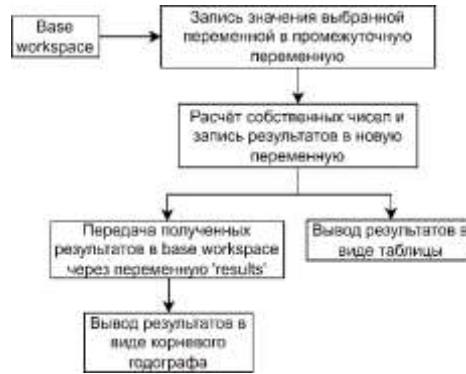 Base
workspace
Запись значения выбранной
переменной в промежуточную
переменную
Расчёт собственных чисел и
запись результатов в новую
переменную
Передача полученных
результатов в base workspace
через переменную 'results'
Вывод результатов в
виде таблицы
Вывод результатов в
виде корневого
годографа